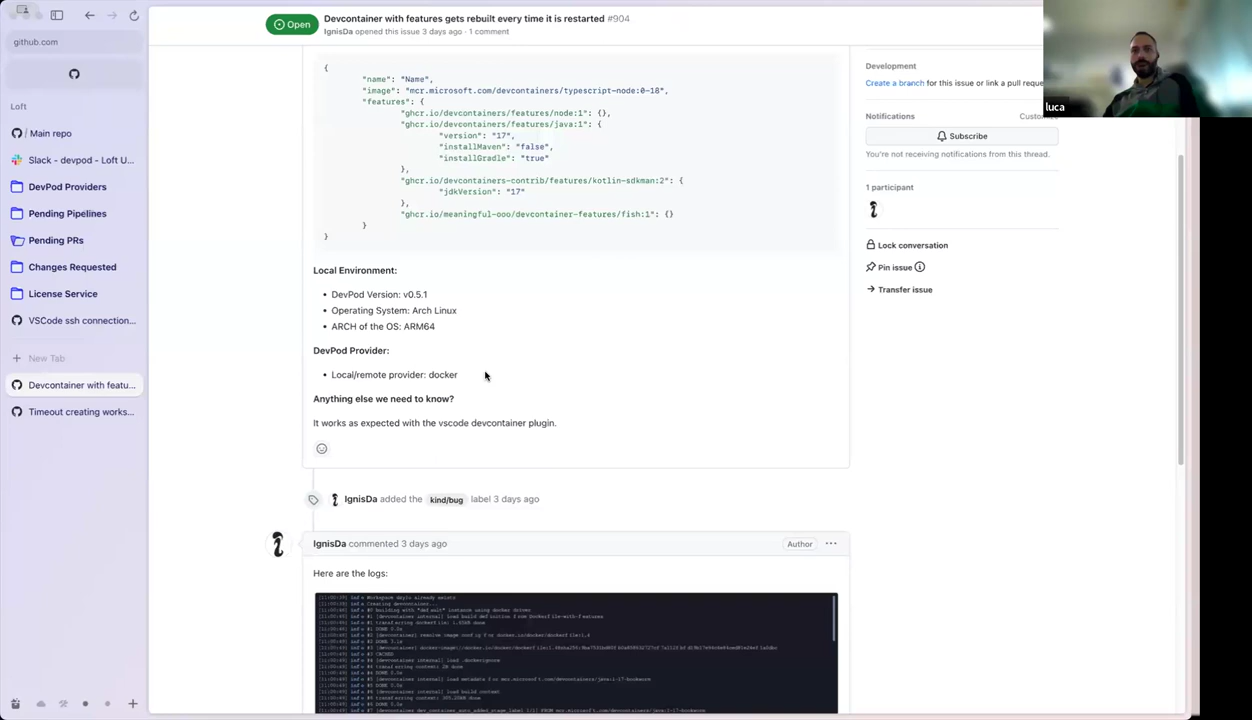 github.com
Loft
Main repo
Slack - devpod - Loft U...
DevPod Providers
Pending Pipelines
Pending PRs
Changes Requested
License Service
VSCode ssh connection...
New Tab
Devcontainer with featu...
Timeout creating works...
Open
Devcontainer with features gets rebuilt every time it is restarted #904
IgnisDa opened this issue 3 days ago · 1 comment
{
"name": "Name",
"image": "mcr.microsoft.com/devcontainers/typescript-node:0-18",
"features": {
"ghcr.io/devcontainers/features/node:1": {},
"ghcr.io/devcontainers/features/java:1": {
"version": "17",
"installMaven": "false",
"installGradle": "true"
},
"ghcr.io/devcontainers-contrib/features/kotlin-sdkman:2": {
"jdkVersion": "17"
},
"ghcr.io/meaningful-ooo/devcontainer-features/fish:1": {}
}
}
Local Environment:
• DevPod Version: v0.5.1
• Operating System: Arch Linux
• ARCH of the OS: ARM64
DevPod Provider:
• Local/remote provider: docker
Anything else we need to know?
It works as expected with the vscode devcontainer plugin.
IgnisDa added the kind/bug label 3 days ago
IgnisDa commented 3 days ago
Author
Here are the logs:
Development
Create a branch for this issue or link a pull reque
Notifications
Custom
Subscribe
You're not receiving notifications from this thread.
1 participant
Lock conversation
Pin issue
Transfer issue
luca